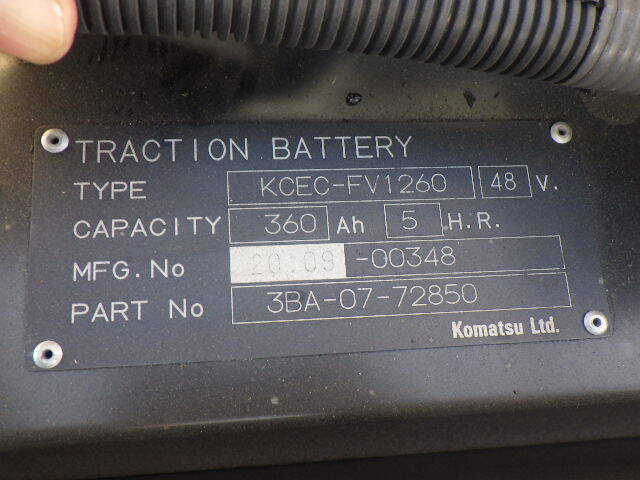 TRACTION BATTERY
TYPE KCEC-FV1260 48 V.
CAPACITY 360 Ah 5 H.R.
MFG.No 20.09 -00348
PART No 3BA-07-72850
Komatsu Ltd.